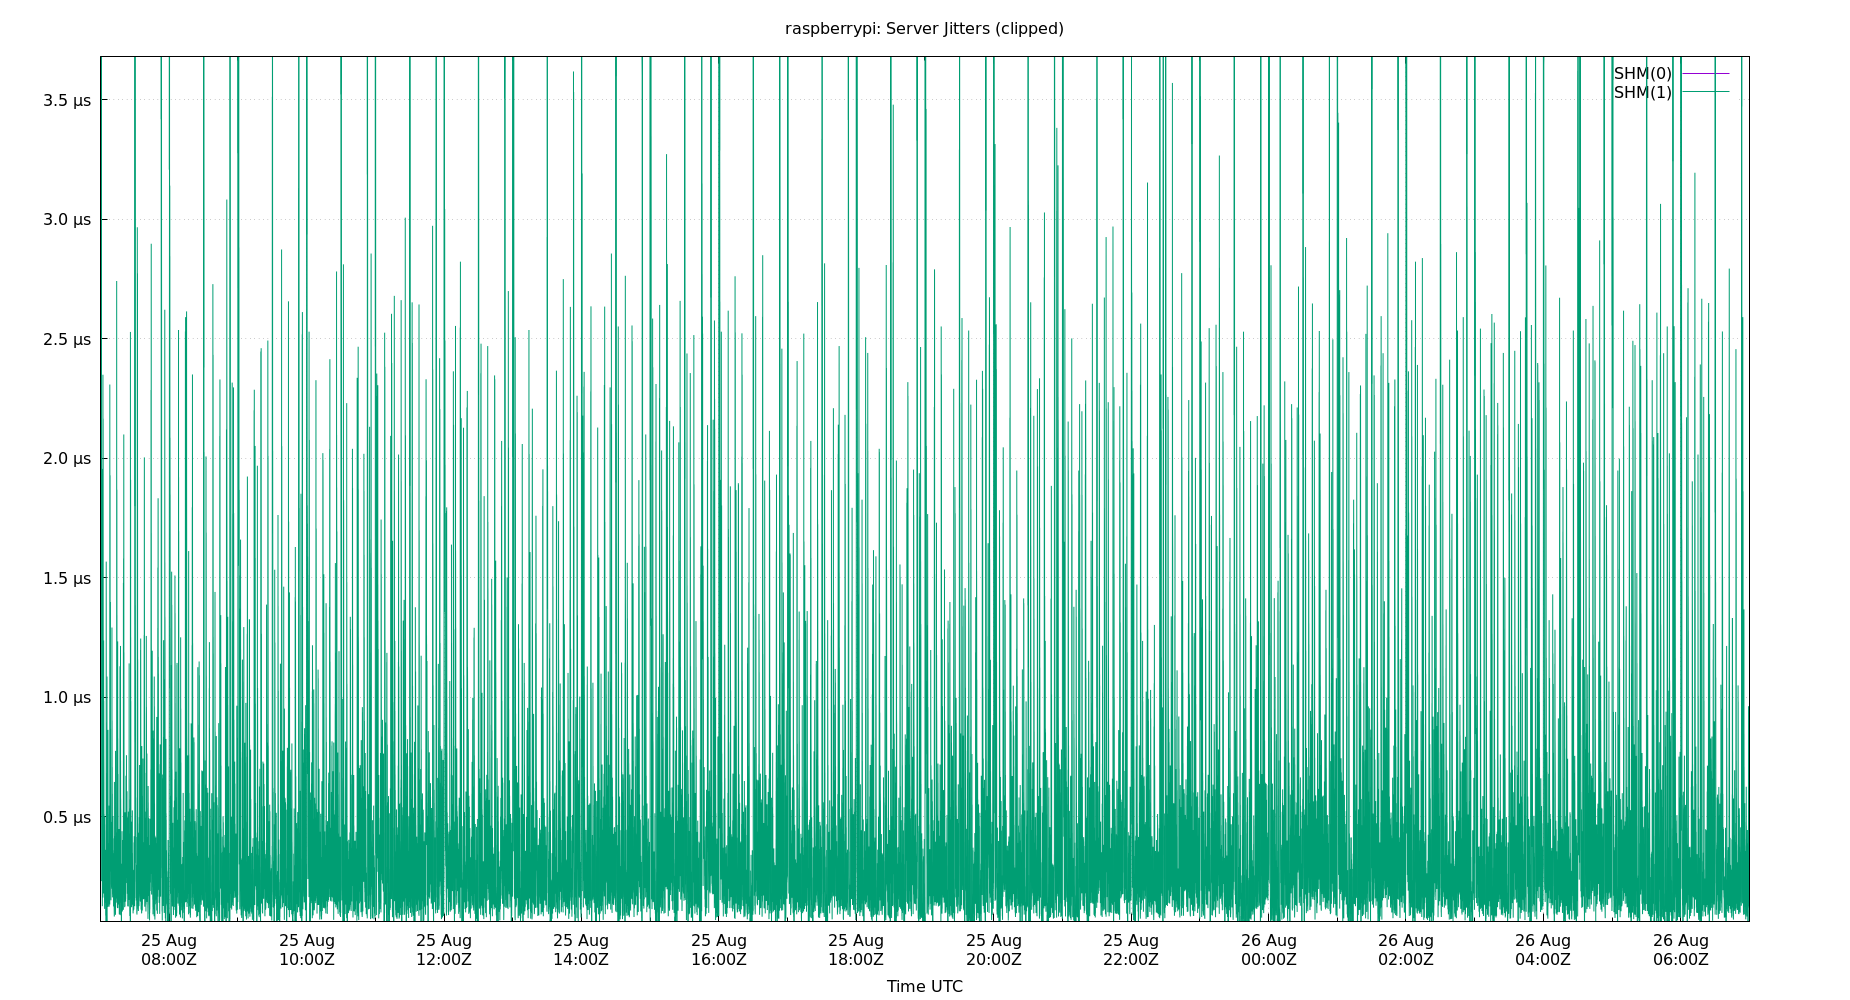 raspberrypi: Server Jitters (clipped)
SHM(0)
SHM(1)
3.5 µs
3.0 µs
2.5 µs
2.0 µs
1.5 µs
1.0 µs
0.5 µs
25 Aug 25 Aug 25 Aug 25 Aug 25 Aug 25 Aug 25 Aug 25 Aug 26 Aug 26 Aug 26 Aug 26 Aug
08:00Z 10:00Z 12:00Z 14:00Z 16:00Z 18:00Z 20:00Z 22:00Z 00:00Z 02:00Z 04:00Z 06:00Z
Time UTC